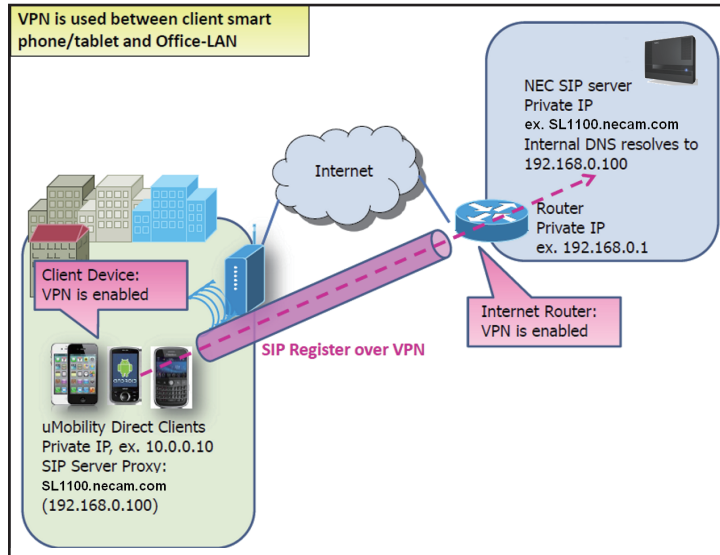 VPN is used between client smart
phone/tablet and Office-LAN
NEC SIP server
Private IP
ex. SL1100.necam.com
Internal DNS resolves to
192.168.0.100
Internet
Router
Private IP
ex. 192.168.0.1
Client Device:
VPN is enabled
Internet Router:
VPN is enabled
SIP Register over VPN
ANDROID
uMobility Direct Clients
Private IP, ex. 10.0.0.10
SIP Server Proxy:
SL1100.necam.com
(192.168.0.100)